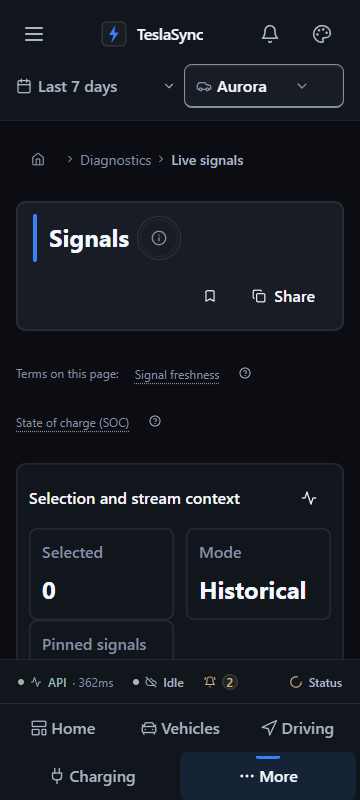 TeslaSync
Last 7 days
Aurora
Diagnostics
Live signals
Signals
Share
Terms on this page:
Signal freshness
State of charge (SOC)
Selection and stream context
Selected
Mode
0
Historical
Pinned signals
API · 362ms
Idle
2
Status
Home
Vehicles
Driving
Charging
More